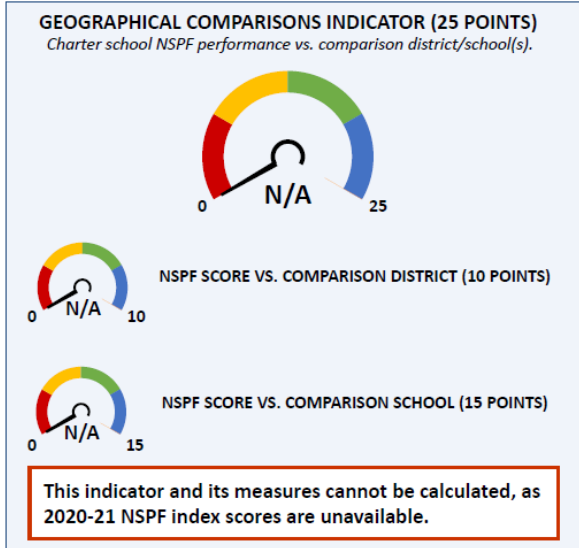 GEOGRAPHICAL COMPARISONS INDICATOR (25 POINTS)
Charter school NSPF performance vs. comparison district/school(s).
N/A
0
25
NSPF SCORE VS. COMPARISON DISTRICT (10 POINTS)
N/A
0
10
NSPF SCORE VS. COMPARISON SCHOOL (15 POINTS)
N/A
0
15
This indicator and its measures cannot be calculated, as
2020-21 NSPF index scores are unavailable.